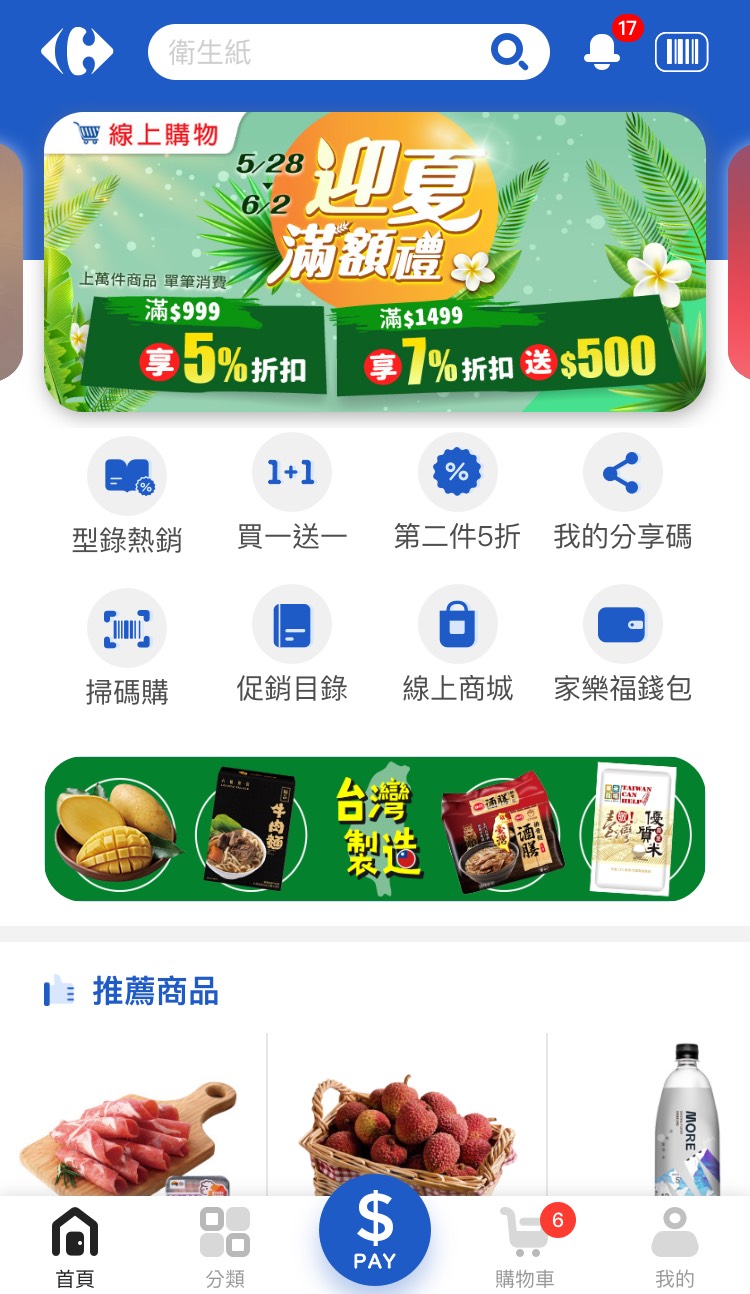 衛生紙
17
線上購物
5/28
6/2
迎夏
滿額禮
上萬件商品 單筆消費
滿$999
享5%折扣
滿$1499
享7%折扣 送$500
1+1
%
型錄熱銷
買一送一
第二件5折
我的分享碼
掃碼購
促銷目錄
線上商城
家樂福錢包
牛肉麵
台灣
製造
TAIWAN
CAN
HELP
優質米
推薦商品
MORE
$
PAY
6
首頁
分類
購物車
我的